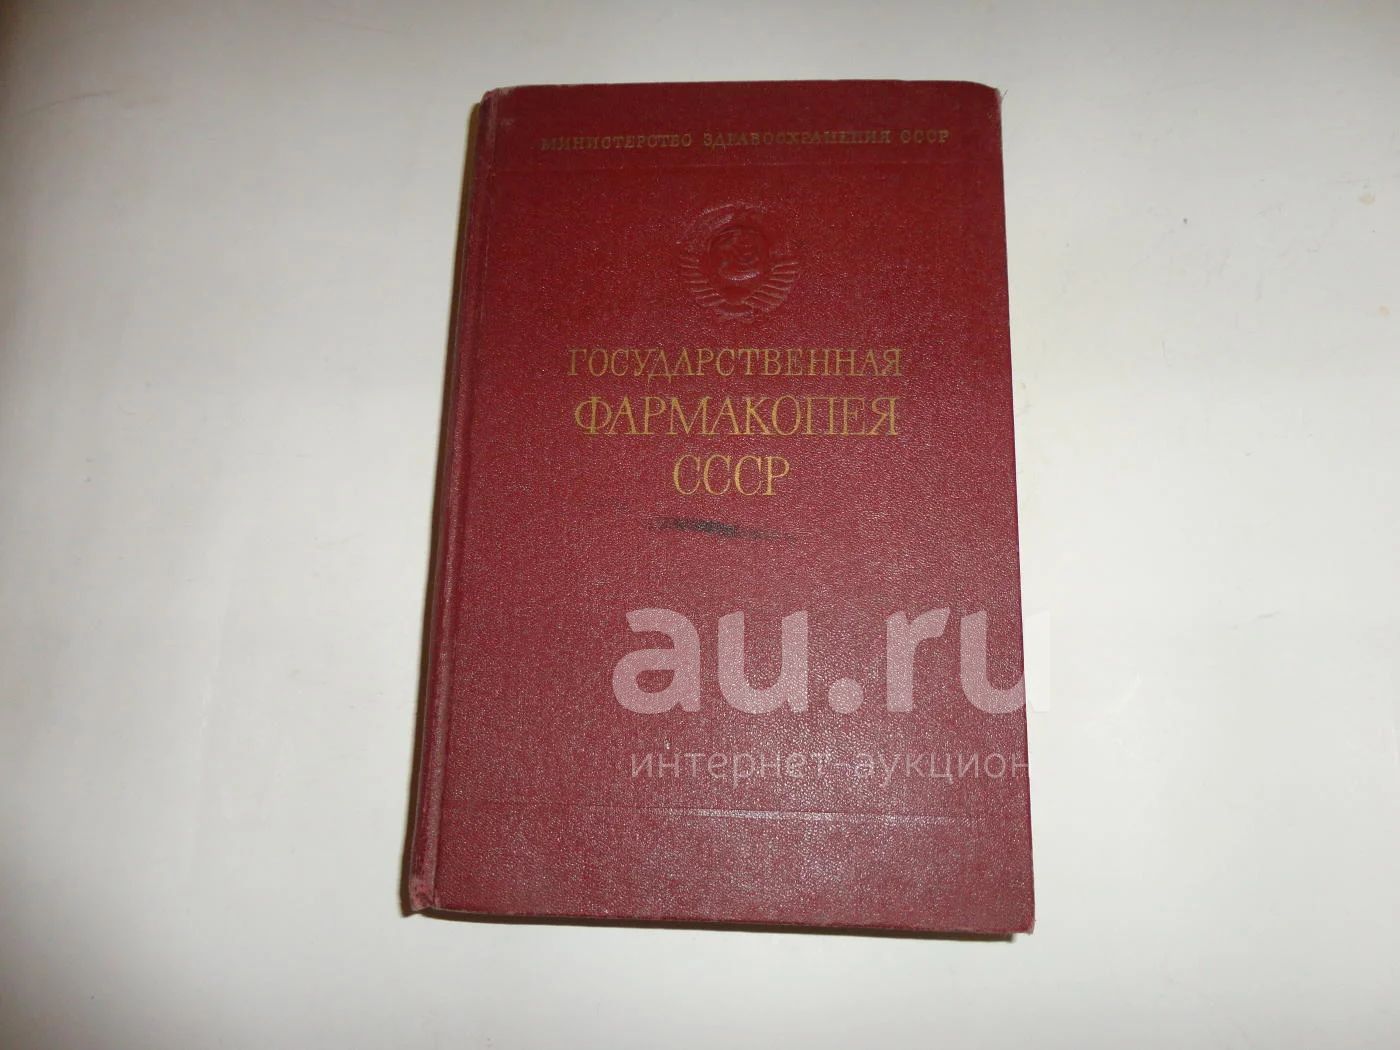 МИНИСТЕРСТВО ЗДРАВООХРАНЕНИЯ СССР
ГОСУДАРСТВЕННАЯ
ФАРМАКОПЕЯ
СССР
au.ru
интернет-аукцион